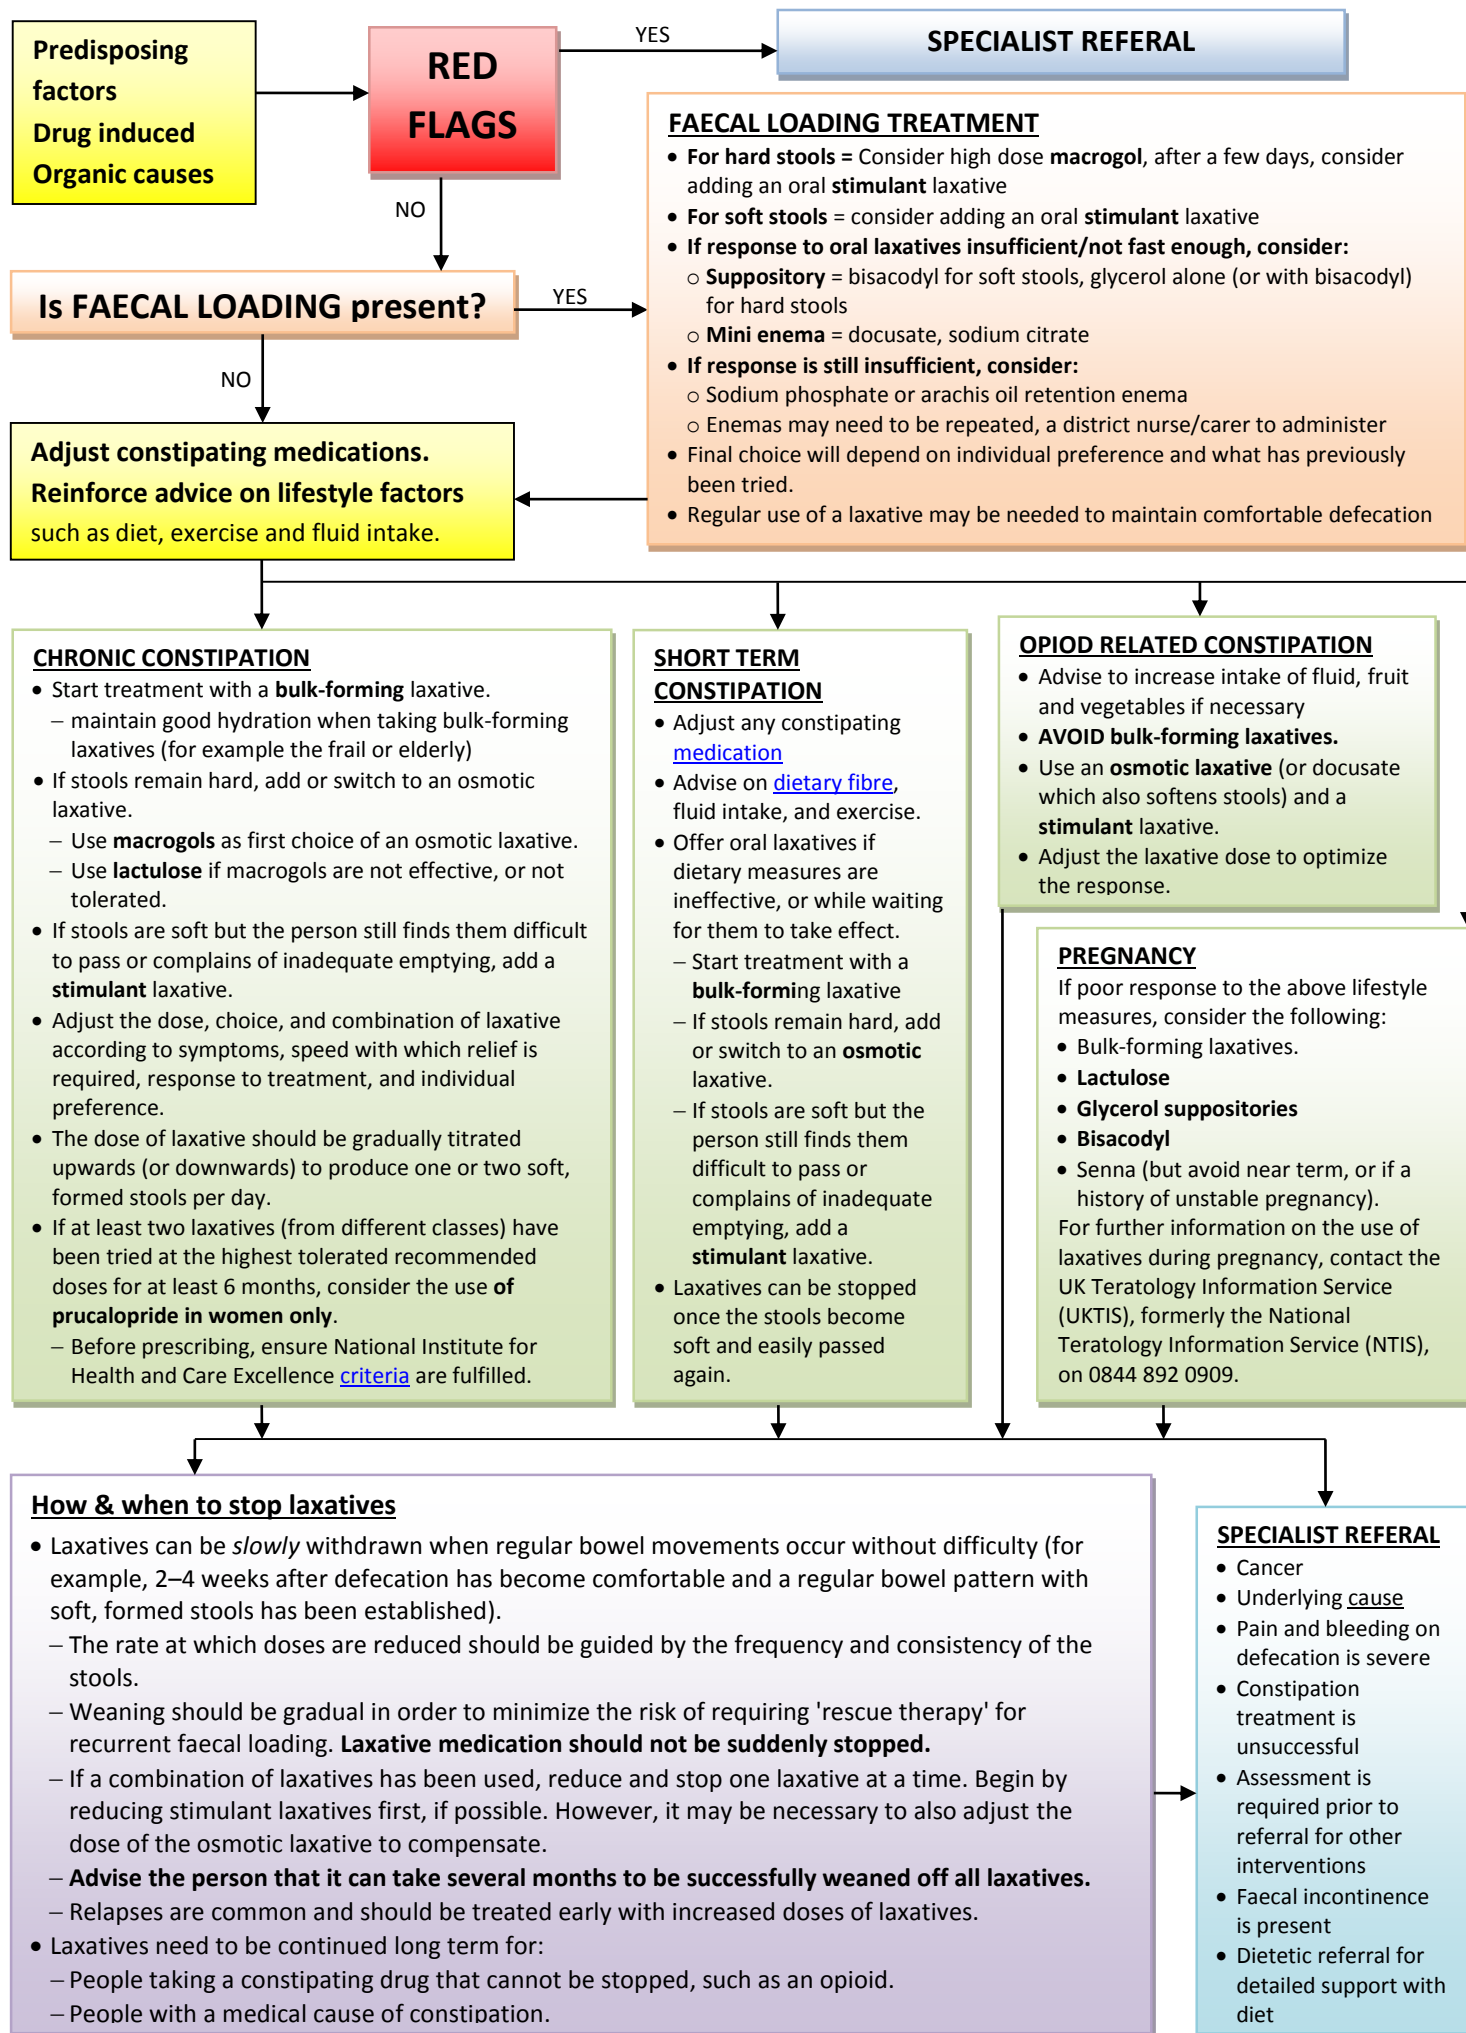 Predisposing
factors
Drug induced
Organic causes
RED
FLAGS
YES
SPECIALIST REFERAL
NO
FAECAL LOADING TREATMENT
• For hard stools = Consider high dose macrogol, after a few days, consider
adding an oral stimulant laxative
• For soft stools = consider adding an oral stimulant laxative
• If response to oral laxatives insufficient/not fast enough, consider:
o Suppository = bisacodyl for soft stools, glycerol alone (or with bisacodyl)
for hard stools
o Mini enema = docusate, sodium citrate
• If response is still insufficient, consider:
o Sodium phosphate or arachis oil retention enema
o Enemas may need to be repeated, a district nurse/carer to administer
• Final choice will depend on individual preference and what has previously
been tried.
• Regular use of a laxative may be needed to maintain comfortable defecation
Is FAECAL LOADING present?
YES
NO
Adjust constipating medications.
Reinforce advice on lifestyle factors
such as diet, exercise and fluid intake.
CHRONIC CONSTIPATION
• Start treatment with a bulk-forming laxative.
– maintain good hydration when taking bulk-forming
laxatives (for example the frail or elderly)
• If stools remain hard, add or switch to an osmotic
laxative.
– Use macrogols as first choice of an osmotic laxative.
– Use lactulose if macrogols are not effective, or not
tolerated.
• If stools are soft but the person still finds them difficult
to pass or complains of inadequate emptying, add a
stimulant laxative.
• Adjust the dose, choice, and combination of laxative
according to symptoms, speed with which relief is
required, response to treatment, and individual
preference.
• The dose of laxative should be gradually titrated
upwards (or downwards) to produce one or two soft,
formed stools per day.
• If at least two laxatives (from different classes) have
been tried at the highest tolerated recommended
doses for at least 6 months, consider the use of
prucalopride in women only.
– Before prescribing, ensure National Institute for
Health and Care Excellence criteria are fulfilled.
SHORT TERM
CONSTIPATION
• Adjust any constipating
medication
• Advise on dietary fibre,
fluid intake, and exercise.
• Offer oral laxatives if
dietary measures are
ineffective, or while waiting
for them to take effect.
– Start treatment with a
bulk-forming laxative
– If stools remain hard, add
or switch to an osmotic
laxative.
– If stools are soft but the
person still finds them
difficult to pass or
complains of inadequate
emptying, add a
stimulant laxative.
• Laxatives can be stopped
once the stools become
soft and easily passed
again.
OPIOD RELATED CONSTIPATION
• Advise to increase intake of fluid, fruit
and vegetables if necessary
• AVOID bulk-forming laxatives.
• Use an osmotic laxative (or docusate
which also softens stools) and a
stimulant laxative.
• Adjust the laxative dose to optimize
the response.
PREGNANCY
If poor response to the above lifestyle
measures, consider the following:
• Bulk-forming laxatives.
• Lactulose
• Glycerol suppositories
• Bisacodyl
• Senna (but avoid near term, or if a
history of unstable pregnancy).
For further information on the use of
laxatives during pregnancy, contact the
UK Teratology Information Service
(UKTIS), formerly the National
Teratology Information Service (NTIS),
on 0844 892 0909.
How & when to stop laxatives
• Laxatives can be slowly withdrawn when regular bowel movements occur without difficulty (for
example, 2–4 weeks after defecation has become comfortable and a regular bowel pattern with
soft, formed stools has been established).
– The rate at which doses are reduced should be guided by the frequency and consistency of the
stools.
– Weaning should be gradual in order to minimize the risk of requiring 'rescue therapy' for
recurrent faecal loading. Laxative medication should not be suddenly stopped.
– If a combination of laxatives has been used, reduce and stop one laxative at a time. Begin by
reducing stimulant laxatives first, if possible. However, it may be necessary to also adjust the
dose of the osmotic laxative to compensate.
– Advise the person that it can take several months to be successfully weaned off all laxatives.
– Relapses are common and should be treated early with increased doses of laxatives.
• Laxatives need to be continued long term for:
– People taking a constipating drug that cannot be stopped, such as an opioid.
– People with a medical cause of constipation.
SPECIALIST REFERAL
• Cancer
• Underlying cause
• Pain and bleeding on
defecation is severe
• Constipation
treatment is
unsuccessful
• Assessment is
required prior to
referral for other
interventions
• Faecal incontinence
is present
• Dietetic referral for
detailed support with
diet